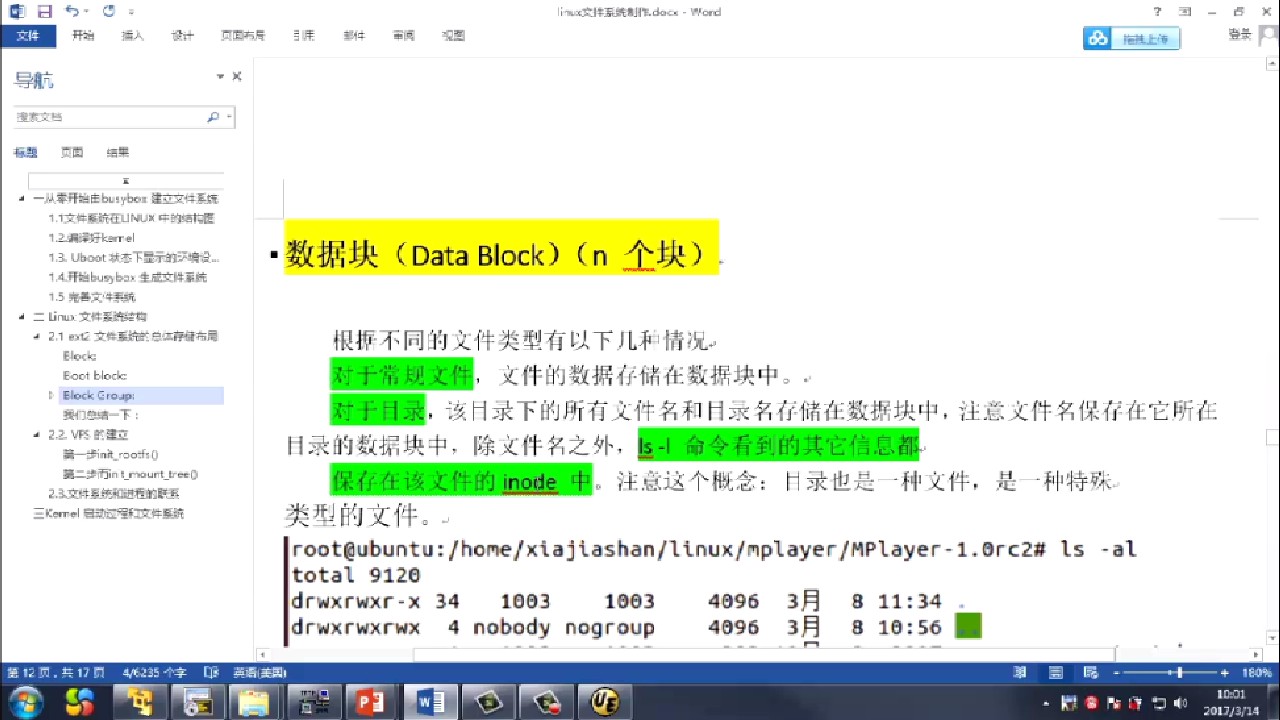 linux文件系统制作.docx - Word
文件 开始 插入 设计 页面布局 引用 邮件 审阅 视图
拖拽上传
登录
导航
搜索文档
标题 页面 结果
一从零开始由busybox 建立文件系统
1.1文件系统在LINUX 中的结构图
1.2.编译好kernel
1.3. Uboot 状态下显示的环境设...
1.4.开始busybox 生成文件系统
1.5 完善文件系统
二 Linux 文件系统结构
2.1 ext2 文件系统的总体存储布局
Block:
Boot block:
Block Group:
我们总结一下：
2.2. VFS 的建立
第一步init_rootfs()
第二步而init_mount_tree()
2.3.文件系统和进程的联系
三Kernel 启动过程和文件系统
数据块（Data Block）（n 个块）
根据不同的文件类型有以下几种情况
对于常规文件，文件的数据存储在数据块中。
对于目录，该目录下的所有文件名和目录名存储在数据块中，注意文件名保存在它所在
目录的数据块中，除文件名之外，ls -l 命令看到的其它信息都
保存在该文件的 inode 中。注意这个概念：目录也是一种文件，是一种特殊
类型的文件。
root@ubuntu:/home/xiajiashan/linux/mplayer/MPlayer-1.0rc2# ls -al
total 9120
drwxrwxr-x 34 1003 1003 4096 3月 8 11:34 .
drwxrwxrwx 4 nobody nogroup 4096 3月 8 10:56 ..
第 12 页，共 17 页 4/6235 个字 英语(美国) 180%
10:01
2017/3/14